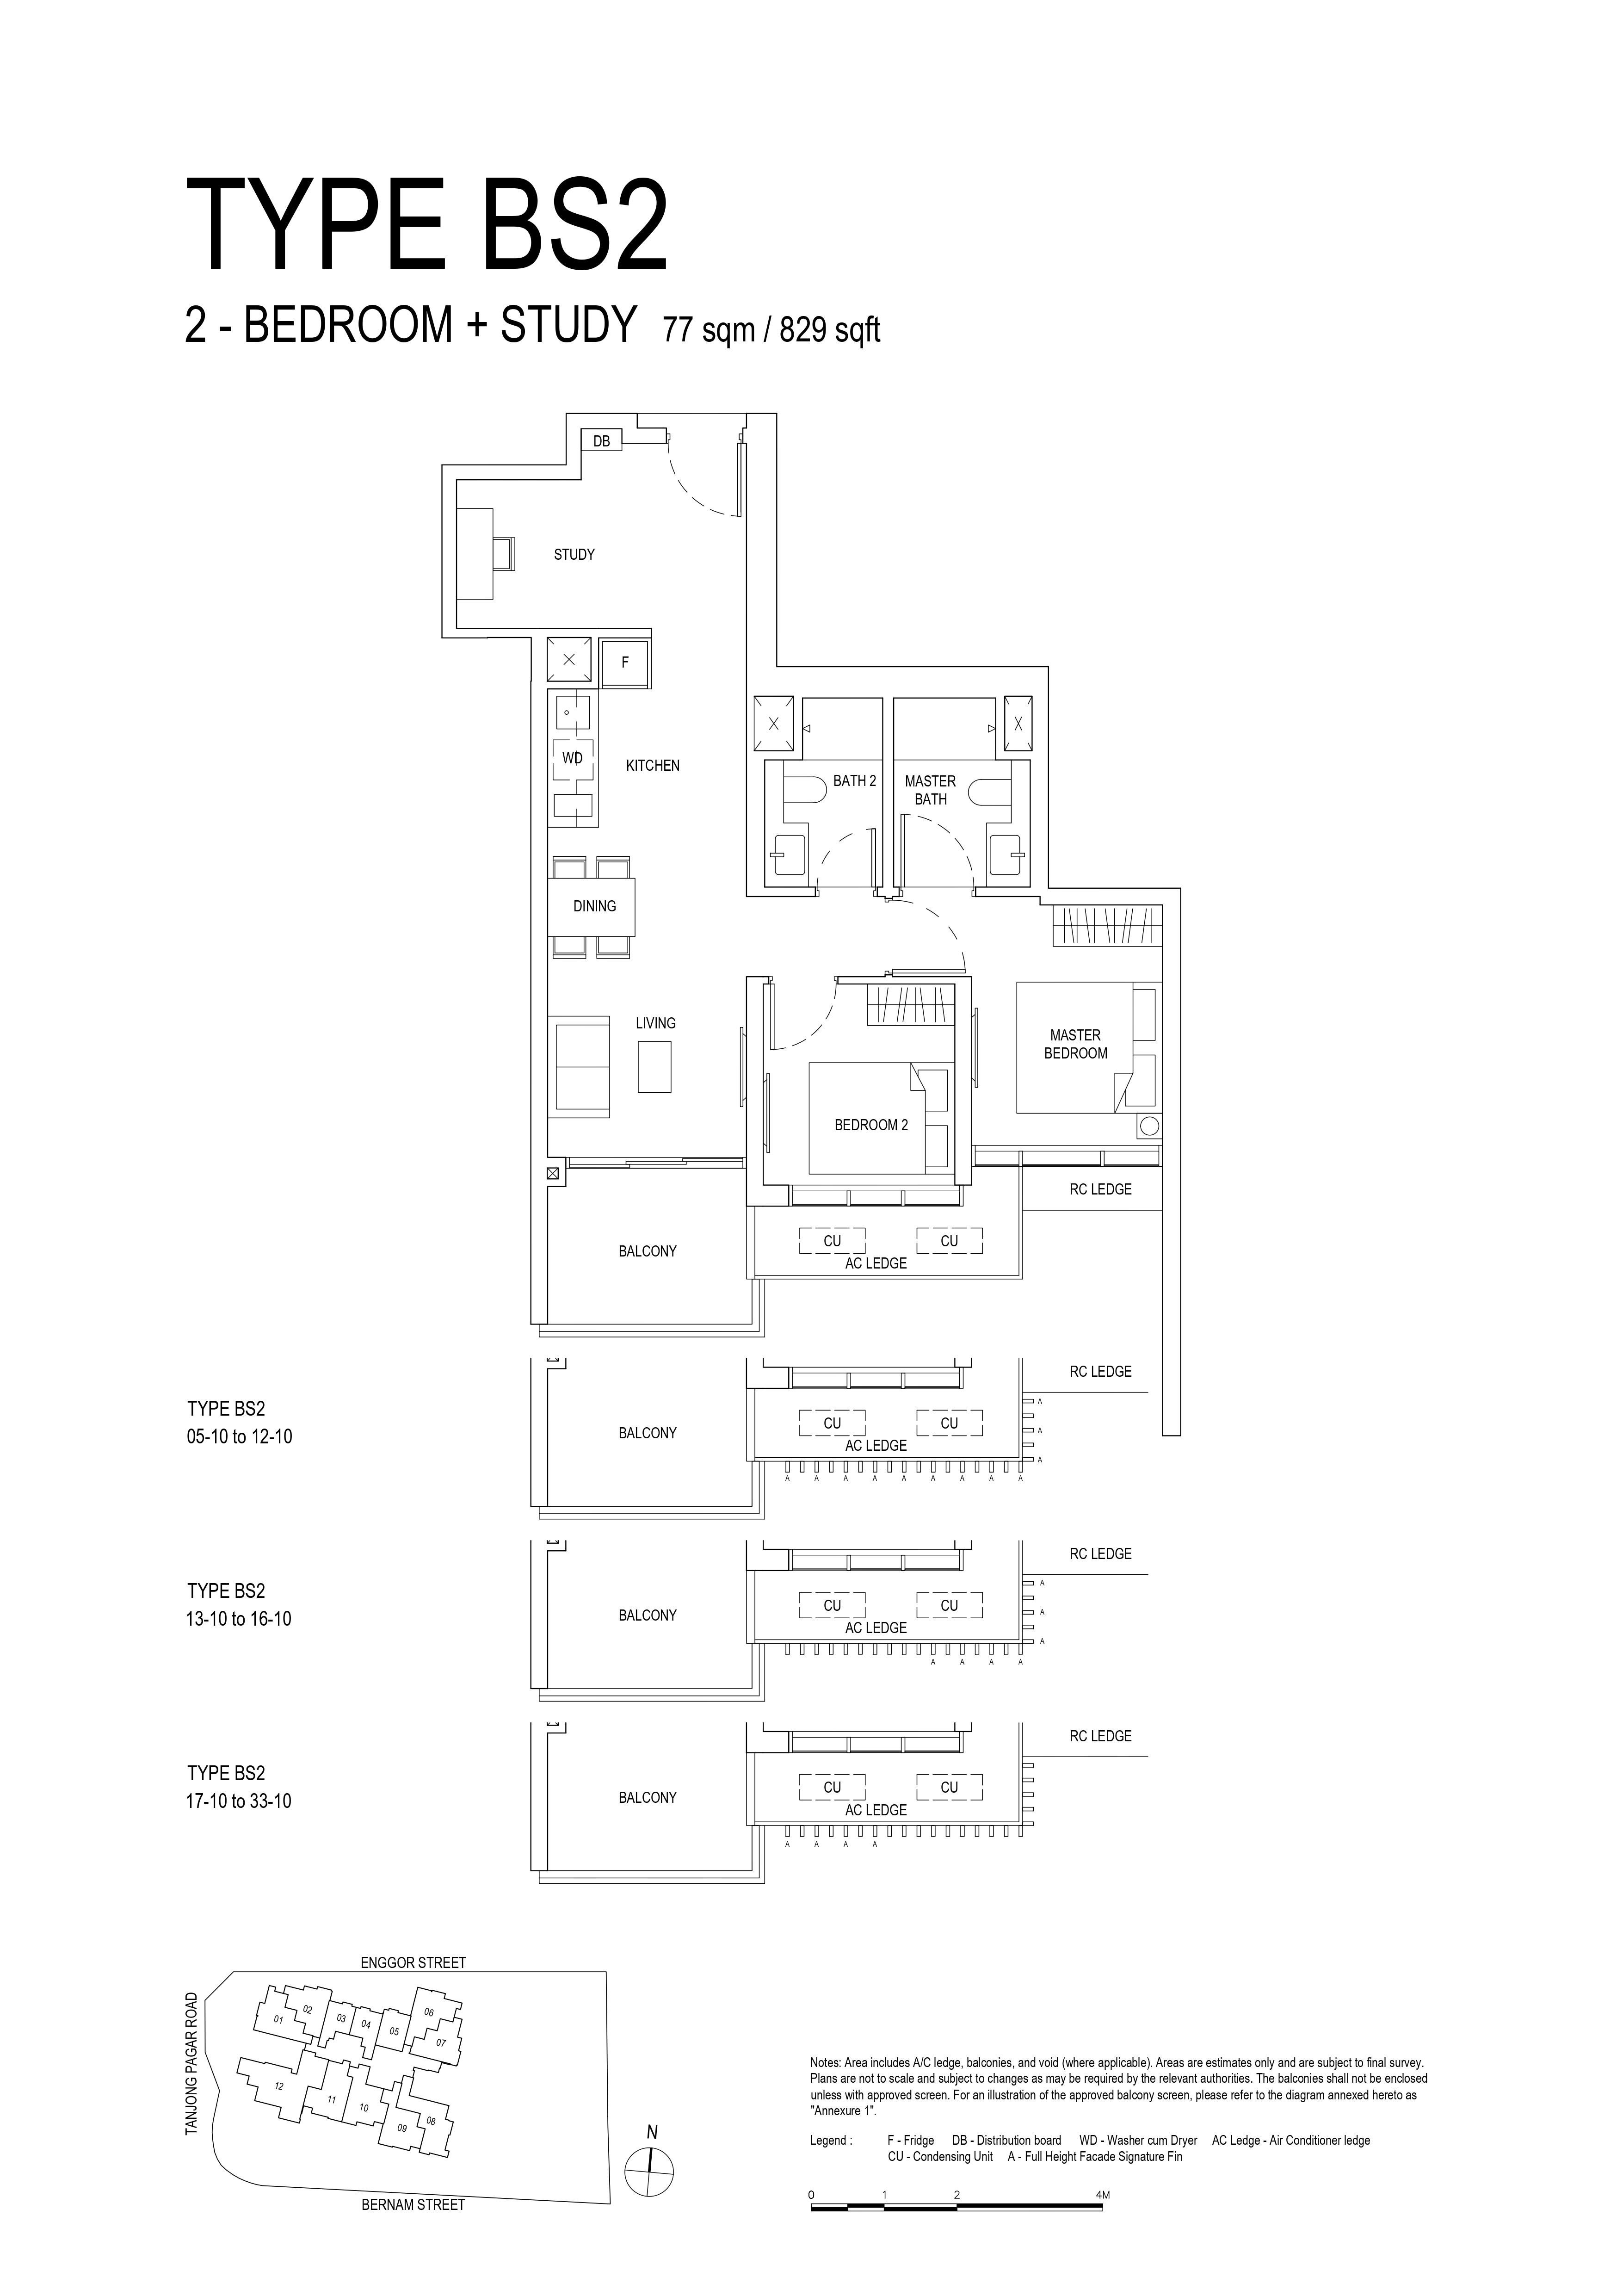 TYPE BS2
2 - BEDROOM + STUDY 77 sqm / 829 sqft
DB
STUDY
F
WD
KITCHEN
BATH 2
MASTER
BATH
DINING
LIVING
MASTER
BEDROOM
BEDROOM 2
RC LEDGE
CU CU
BALCONY
AC LEDGE
RC LEDGE
TYPE BS2
05-10 to 12-10
A
CU CU
A
BALCONY
AC LEDGE
A
A A A A A A A A A
RC LEDGE
TYPE BS2
13-10 to 16-10
A
CU CU
A
BALCONY
AC LEDGE
A
A A A A
RC LEDGE
TYPE BS2
17-10 to 33-10
CU CU
BALCONY
AC LEDGE
A A A A
ENGGOR STREET
TANJONG PAGAR ROAD
01
02
03
04
05
06
07
12
11
10
09
08
BERNAM STREET
N
Notes: Area includes A/C ledge, balconies, and void (where applicable). Areas are estimates only and are subject to final survey.
Plans are not to scale and subject to changes as may be required by the relevant authorities. The balconies shall not be enclosed
unless with approved screen. For an illustration of the approved balcony screen, please refer to the diagram annexed hereto as
"Annexure 1".
Legend : F - Fridge DB - Distribution board WD - Washer cum Dryer AC Ledge - Air Conditioner ledge
CU - Condensing Unit A - Full Height Facade Signature Fin
0 1 2 4M